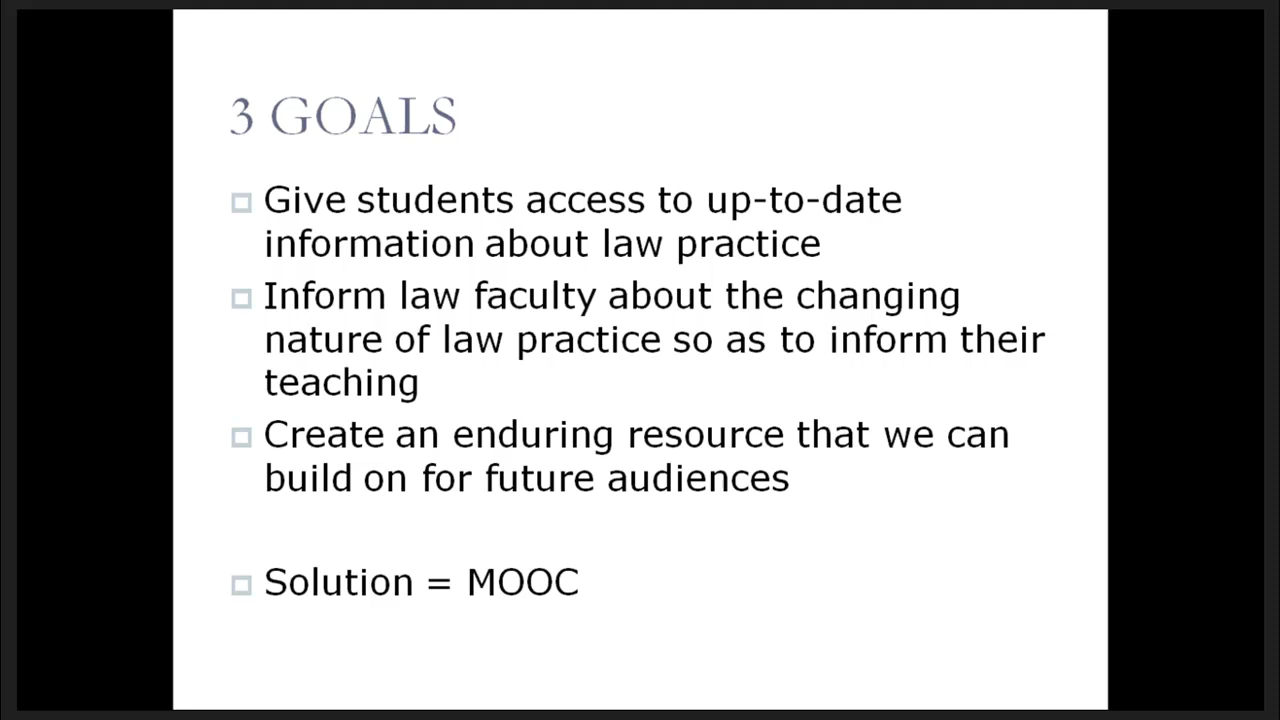 3 GOALS
Give students access to up-to-date
information about law practice
Inform law faculty about the changing
nature of law practice so as to inform their
teaching
Create an enduring resource that we can
build on for future audiences
Solution = MOOC